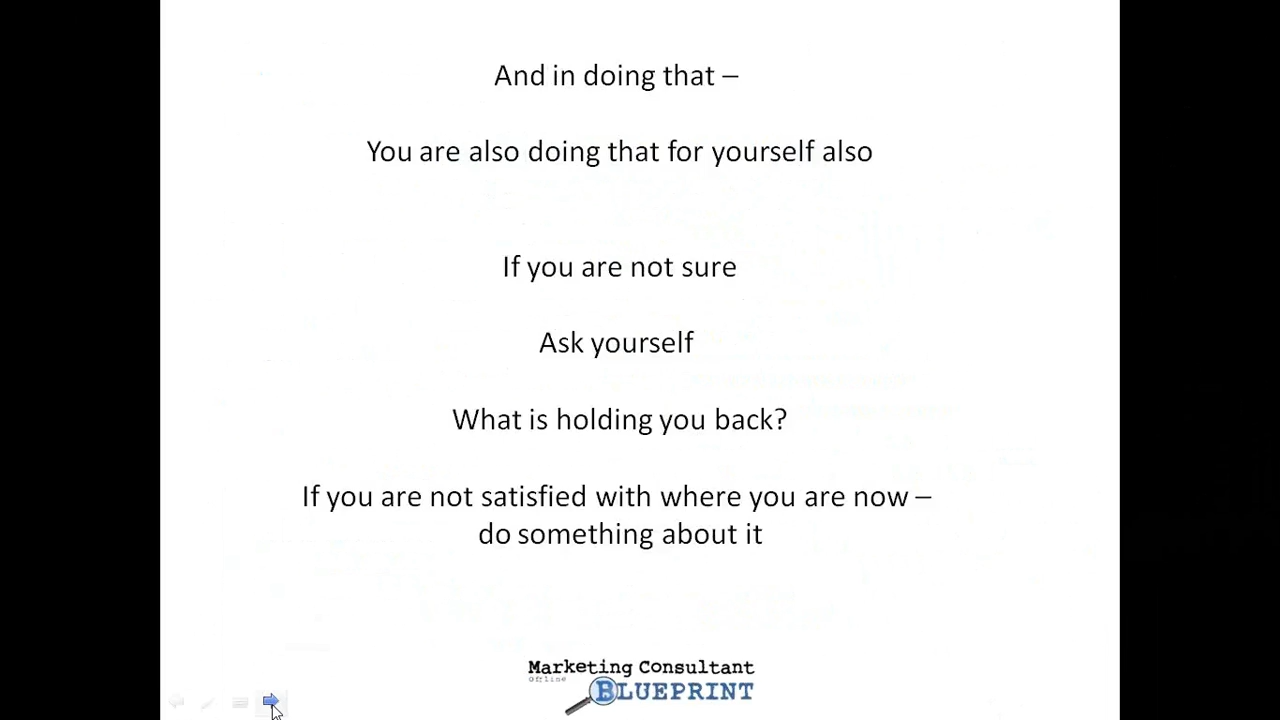 And in doing that –
You are also doing that for yourself also
If you are not sure
Ask yourself
What is holding you back?
If you are not satisfied with where you are now –
do something about it
Marketing Consultant
Offline
BLUEPRINT